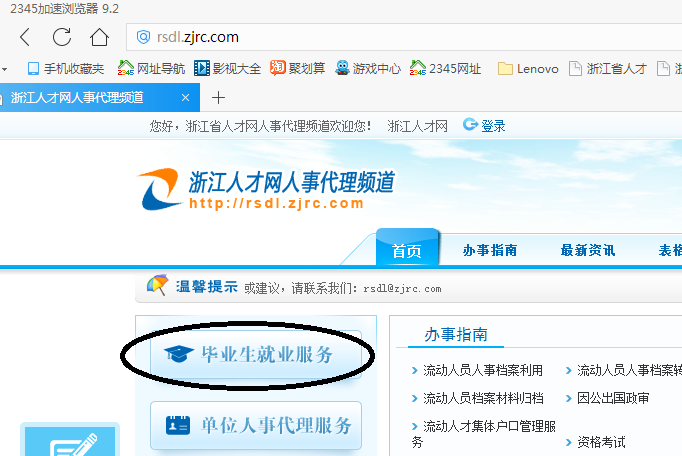 2345加速浏览器 9.2
rsdl.zjrc.com
手机收藏夹 网址导航 影视大全 聚划算 游戏中心 2345网址 Lenovo 浙江省人才 浙
浙江人才网人事代理频道
您好，浙江省人才网人事代理频道欢迎您！ 浙江人才网 登录
浙江人才网人事代理频道
http://rsdl.zjrc.com
首页 办事指南 最新资讯 表格
温馨提示 或建议，请联系我们：rsdl@zjrc.com
毕业生就业服务
单位人事代理服务
办事指南
流动人员人事档案利用 流动人员人事档案转
流动人员档案材料归档 因公出国政审
流动人才集体户口管理服
务 资格考试